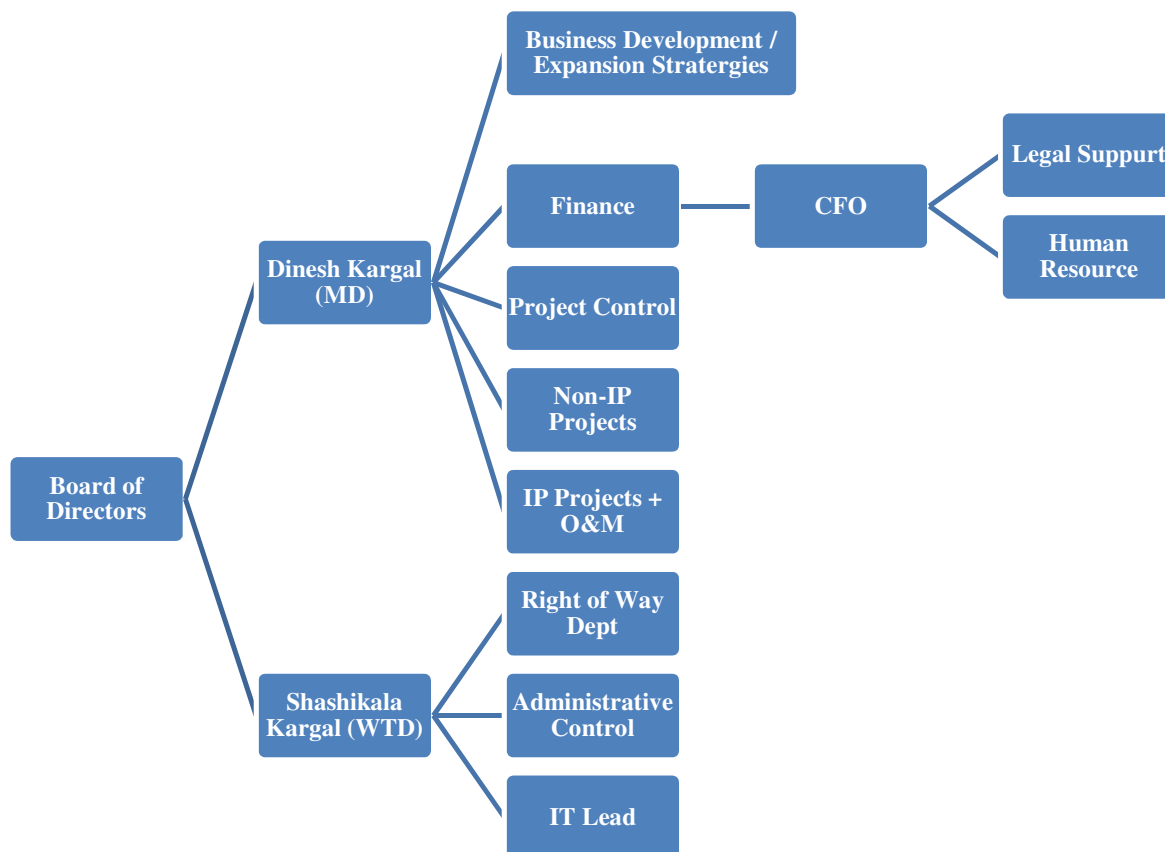 Business Development /
Expansion Stratergies
Legal Suppurt
Finance
CFO
Human
Resource
Dinesh Kargal
(MD)
Project Control
Non-IP
Projects
Board of
Directors
IP Projects +
O&M
Right of Way
Dept
Shashikala
Kargal (WTD)
Administrative
Control
IT Lead